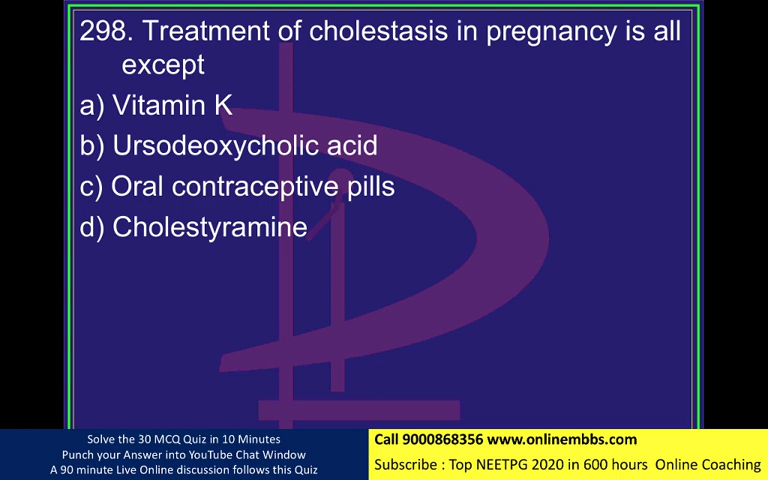 298. Treatment of cholestasis in pregnancy is all
except
a) Vitamin K
b) Ursodeoxycholic acid
c) Oral contraceptive pills
d) Cholestyramine
Solve the 30 MCQ Quiz in 10 Minutes
Punch your Answer into YouTube Chat Window
A 90 minute Live Online discussion follows this Quiz
Call 9000868356 www.onlinembbs.com
Subscribe : Top NEETPG 2020 in 600 hours Online Coaching